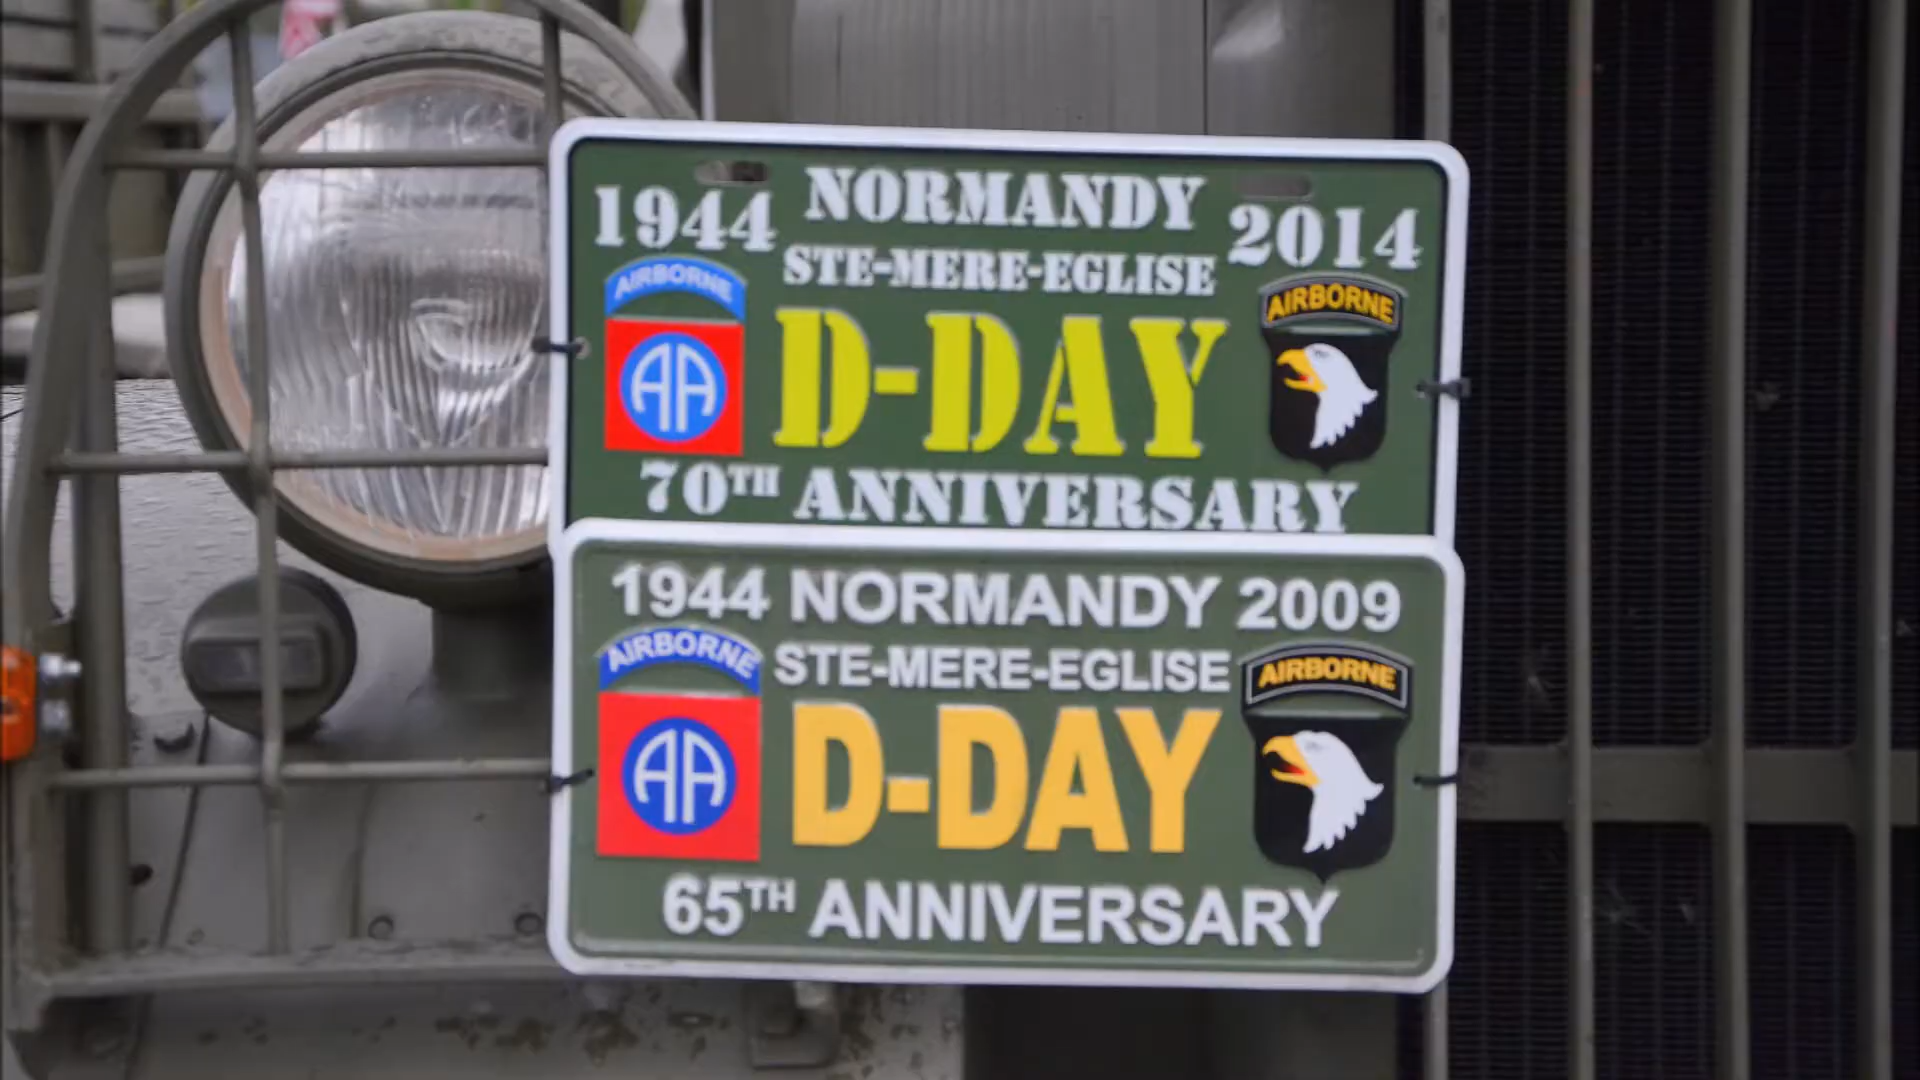 1944 NORMANDY 2014
STE-MERE-EGLISE
AIRBORNE
AIRBORNE
AA
D-DAY
70TH ANNIVERSARY
1944 NORMANDY 2009
AIRBORNE
STE-MERE-EGLISE
AIRBORNE
AA
D-DAY
65TH ANNIVERSARY